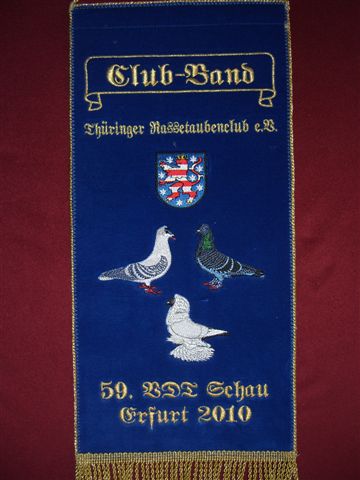 Club-Band
Thüringer Rassetaubenclub e.V.
59. VDT Schau
Erfurt 2010